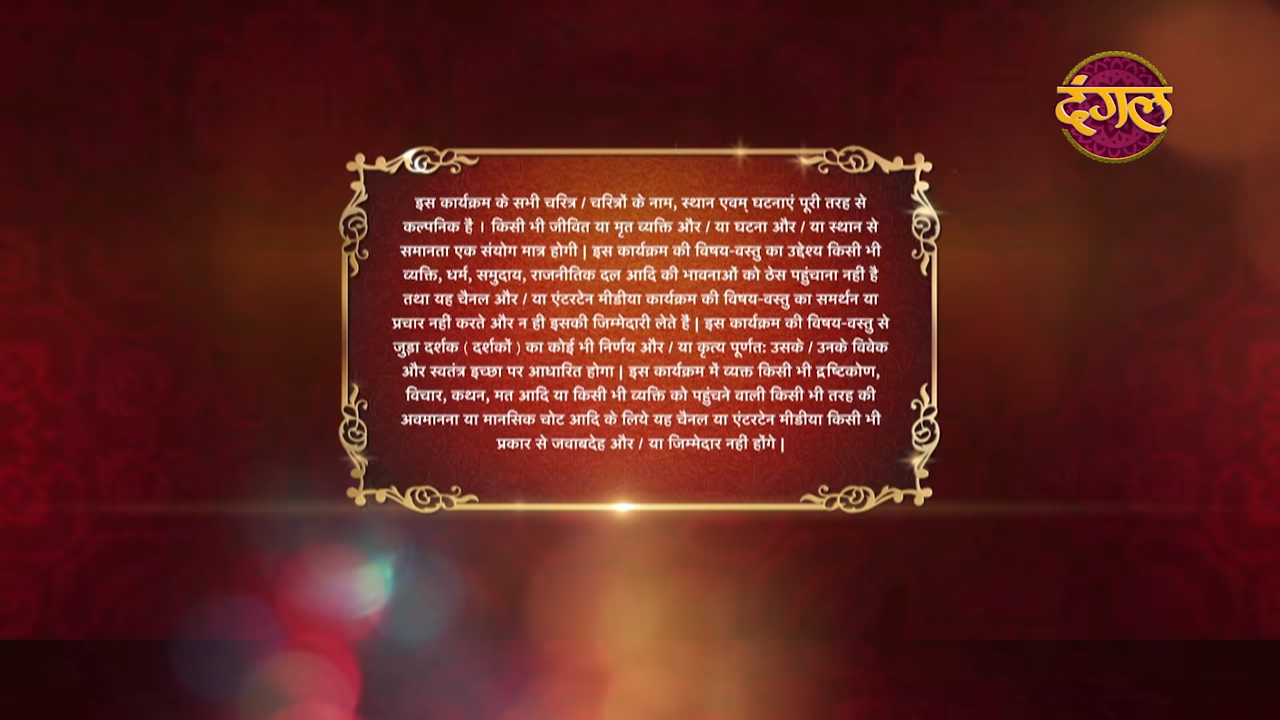 दंगल
इस कार्यक्रम के सभी चरित्र / चरित्रों के नाम, स्थान एवम् घटनाएं पूरी तरह से
कल्पनिक है । किसी भी जीवित या मृत व्यक्ति और / या घटना और / या स्थान से
समानता एक संयोग मात्र होगी | इस कार्यक्रम की विषय-वस्तु का उद्देश्य किसी भी
व्यक्ति, धर्म, समुदाय, राजनीतिक दल आदि की भावनाओं को ठेस पहुंचाना नही है
तथा यह चैनल और / या एंटरटेन मीडीया कार्यक्रम की विषय-वस्तु का समर्थन या
प्रचार नहीं करते और न ही इसकी जिम्मेदारी लेते हैं | इस कार्यक्रम की विषय-वस्तु से
जुड़ा दर्शक ( दर्शकों ) का कोई भी निर्णय और / या कृत्य पूर्णत: उसके / उनके विवेक
और स्वतंत्र इच्छा पर आधारित होगा | इस कार्यक्रम में व्यक्त किसी भी द्रष्टिकोण,
विचार, कथन, मत आदि या किसी भी व्यक्ति को पहुंचने वाली किसी भी तरह की
अवमानना या मानसिक चोट आदि के लिये यह चैनल या एंटरटेन मीडीया किसी भी
प्रकार से जवाबदेह और / या जिम्मेदार नही होंगे |